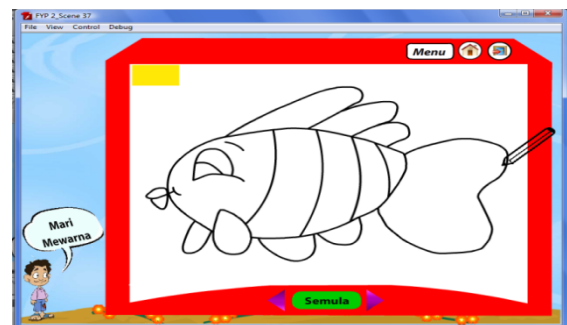 FYP 2_Scene 37
File View Control Debug
Menu
Mari
Mewarna
Semula